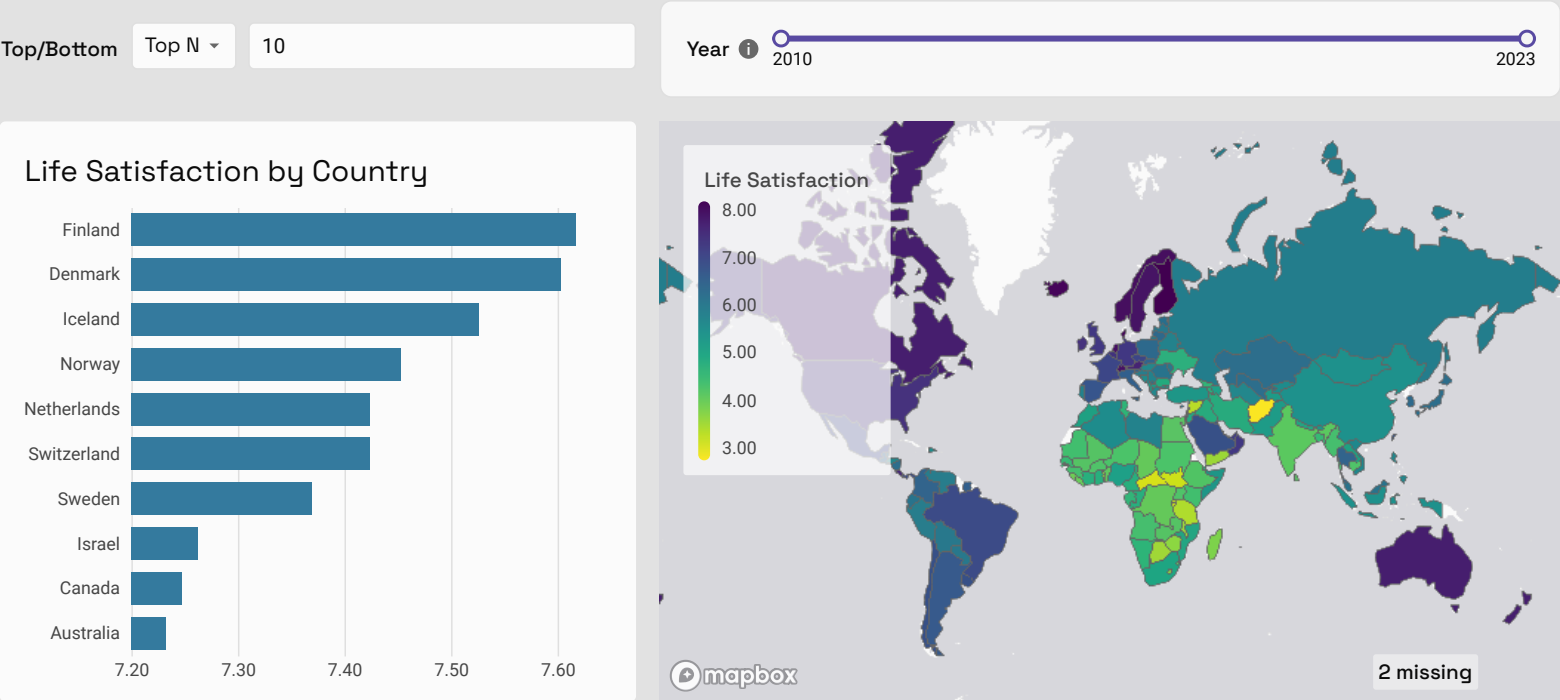 Top/Bottom
Top N
10
Year
2010
2023
Life Satisfaction by Country
Finland
Denmark
Iceland
Norway
Netherlands
Switzerland
Sweden
Israel
Canada
Australia
7.20
7.30
7.40
7.50
7.60
Life Satisfaction
8.00
7.00
6.00
5.00
4.00
3.00
mapbox
2 missing